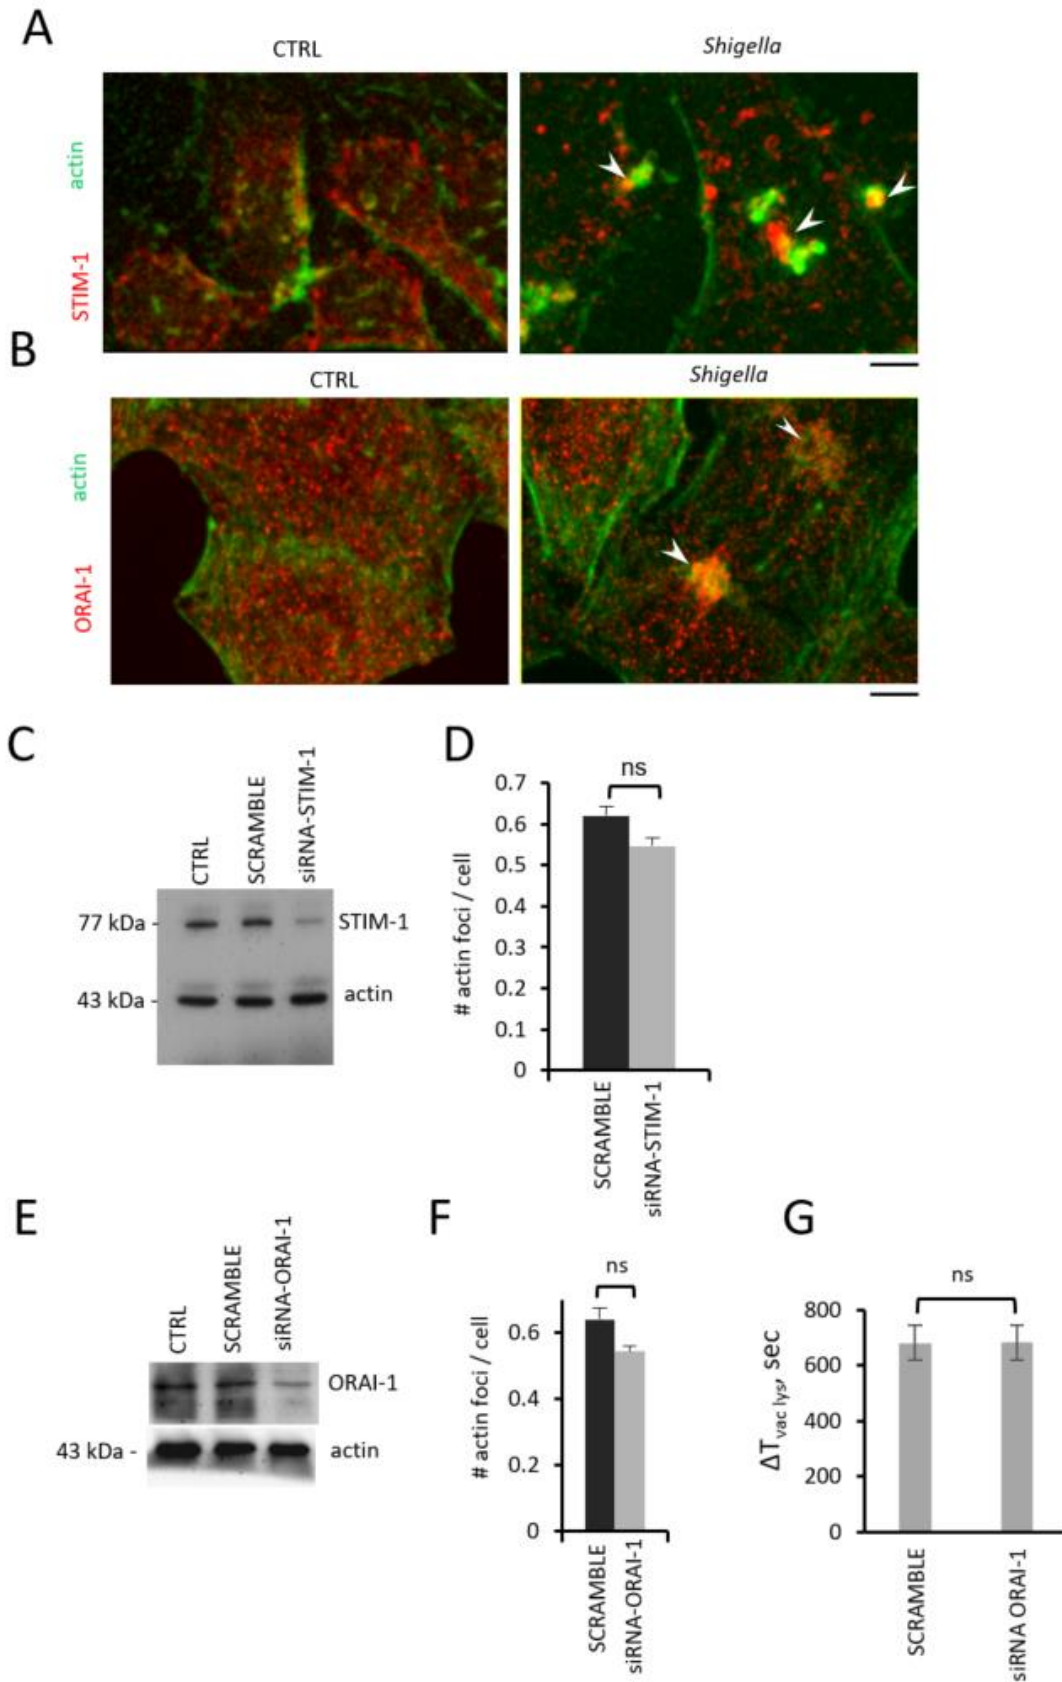 A
CTRL
Shigella
STIM-1 actin
B
CTRL
Shigella
ORAI-1 actin
C
CTRL
SCRAMBLE
siRNA-STIM-1
77 kDa -
STIM-1
43 kDa -
actin
D
ns
# actin foci / cell
0.7
0.6
0.5
0.4
0.3
0.2
0.1
0
SCRAMBLE
siRNA-STIM-1
E
CTRL
SCRAMBLE
siRNA-ORAI-1
ORAI-1
43 kDa -
actin
F
ns
# actin foci / cell
0.6
0.4
0.2
0
SCRAMBLE
siRNA-ORAI-1
G
ns
ΔTvac lys, sec
800
600
400
200
0
SCRAMBLE
siRNA ORAI-1